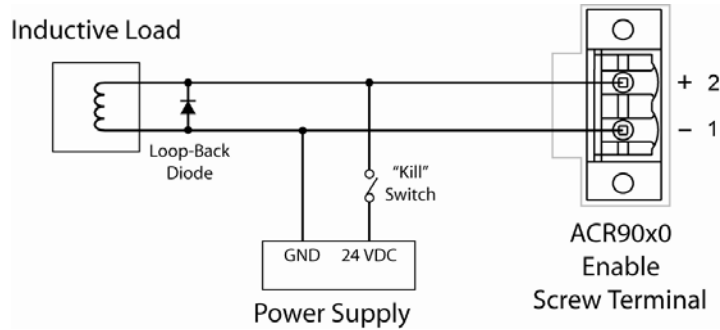 Inductive Load
Loop-Back
Diode
"Kill"
Switch
GND 24 VDC
Power Supply
+ 2
– 1
ACR90x0
Enable
Screw Terminal